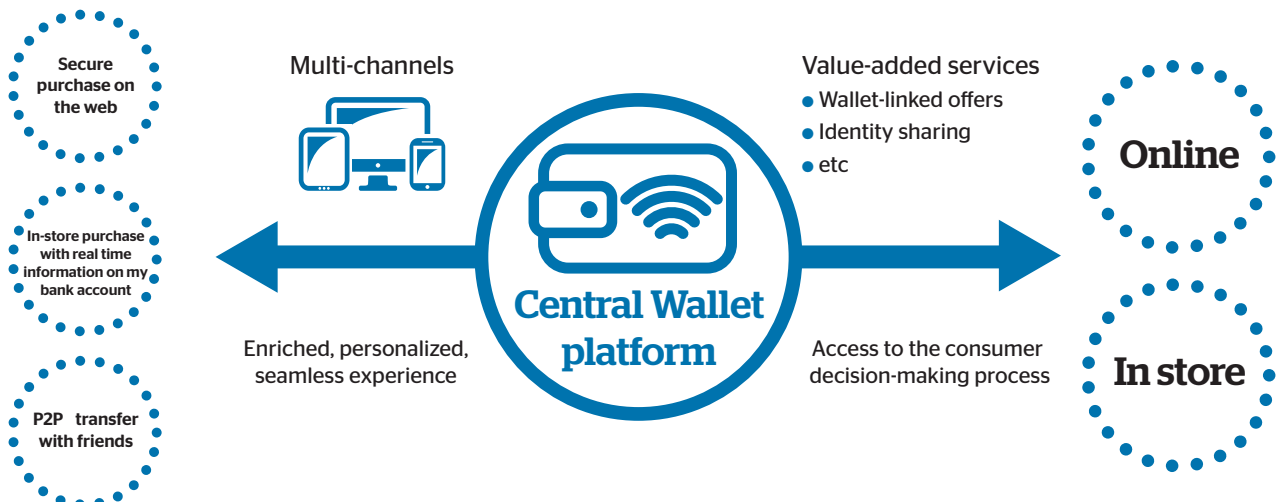 Secure
purchase on
the web
In-store purchase
with real time
information on my
bank account
P2P transfer
with friends
Multi-channels
Enriched, personalized,
seamless experience
Central Wallet
platform
Value-added services
• Wallet-linked offers
• Identity sharing
• etc
Access to the consumer
decision-making process
Online
In store